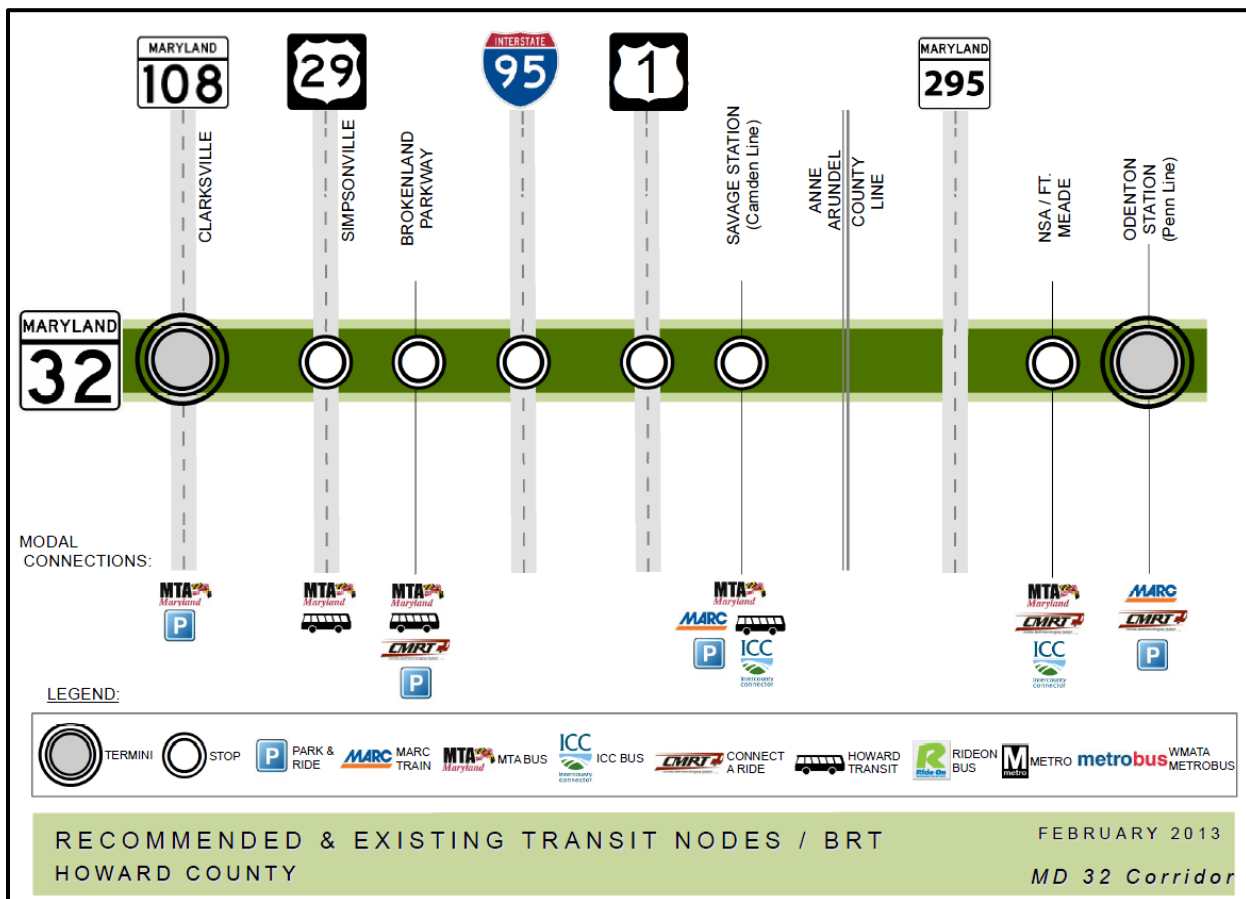 MARYLAND
108
29
INTERSTATE
95
1
MARYLAND
295
CLARKSVILLE
SIMPSONVILLE
BROKENLAND
PARKWAY
SAVAGE STATION
(Camden Line)
ANNE
ARUNDEL
COUNTY
LINE
NSA / FT.
MEADE
ODENTON
STATION
(Penn Line)
MARYLAND
32
MODAL
CONNECTIONS:
MTA
Maryland
P
MTA
Maryland
MTA
Maryland
CMRT
P
MTA
Maryland
MARC
P
ICC
intercounty
connector
MTA
Maryland
CMRT
ICC
intercounty
connector
MARC
CMRT
P
LEGEND:
TERMINI
STOP
P
PARK &
RIDE
MARC
MARC
TRAIN
MTA
Maryland
MTA BUS
ICC
intercounty
connector
ICC BUS
CMRT
CONNECT
A RIDE
HOWARD
TRANSIT
R
Ride On
RIDEON
BUS
M
metro
METRO
metrobus
WMATA
METROBUS
RECOMMENDED & EXISTING TRANSIT NODES / BRT
HOWARD COUNTY
FEBRUARY 2013
MD 32 Corridor